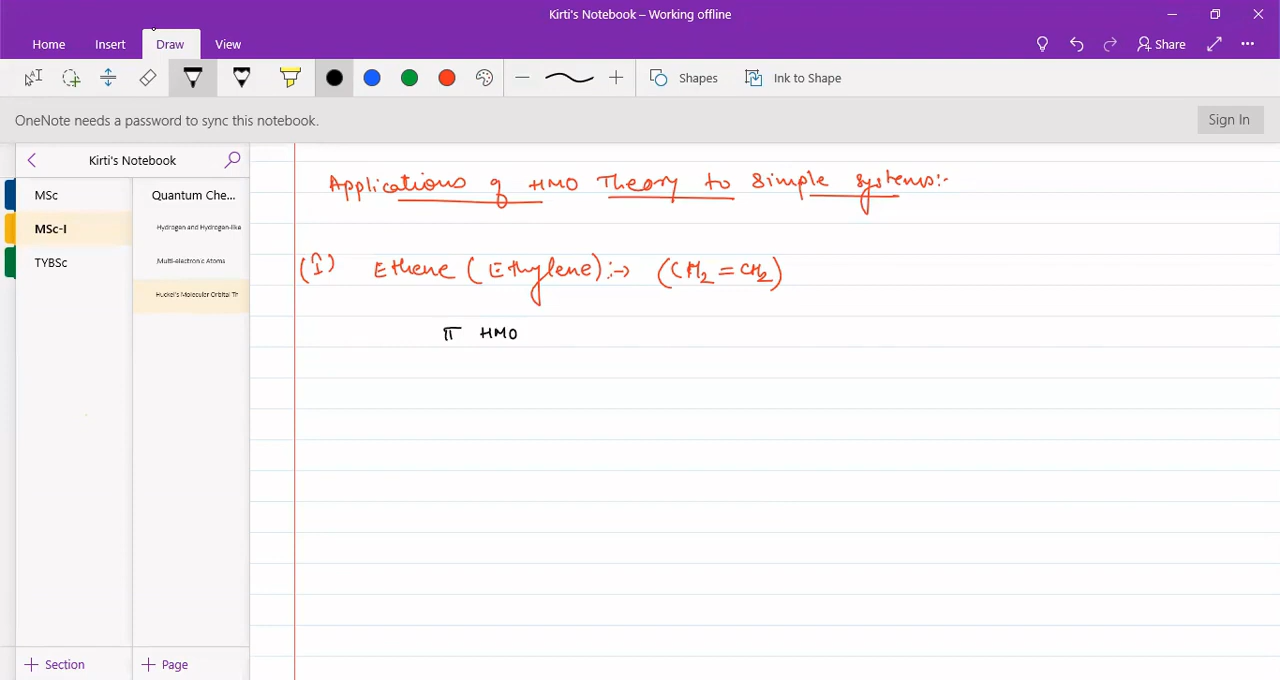 Kirti's Notebook – Working offline
Home Insert Draw View
Share
Shapes
Ink to Shape
OneNote needs a password to sync this notebook.
Sign In
Kirti's Notebook
MSc
MSc-I
TYBSc
Quantum Che...
Hydrogen and Hydrogen-like
Multi-electronic Atoms
Huckel's Molecular Orbital Th
Applications of HMO Theory to Simple Systems:-
(I) Ethene (Ethylene):→ (CH2=CH2)
π HMO
+ Section
+ Page